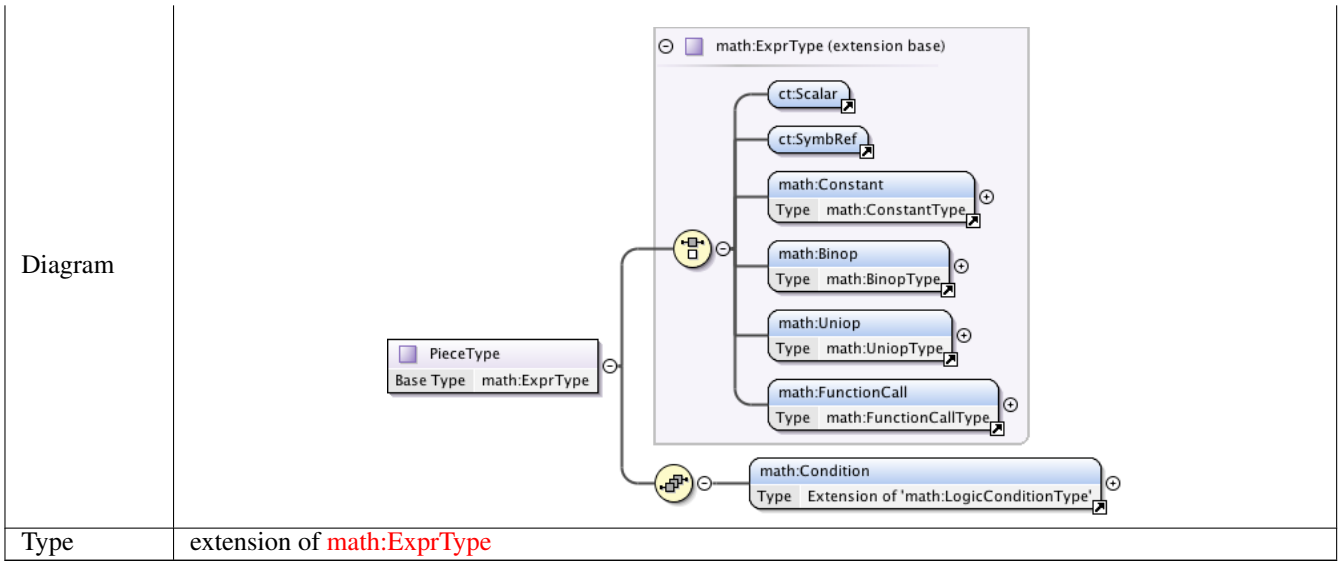 math:ExprType (extension base)
ct:Scalar
ct:SymbRef
math:Constant
Type math:ConstantType
math:Binop
Type math:BinopType
math:Uniop
Type math:UniopType
math:FunctionCall
Type math:FunctionCallType
Diagram
PieceType
Base Type math:ExprType
math:Condition
Type Extension of 'math:LogicConditionType'
Type extension of math:ExprType